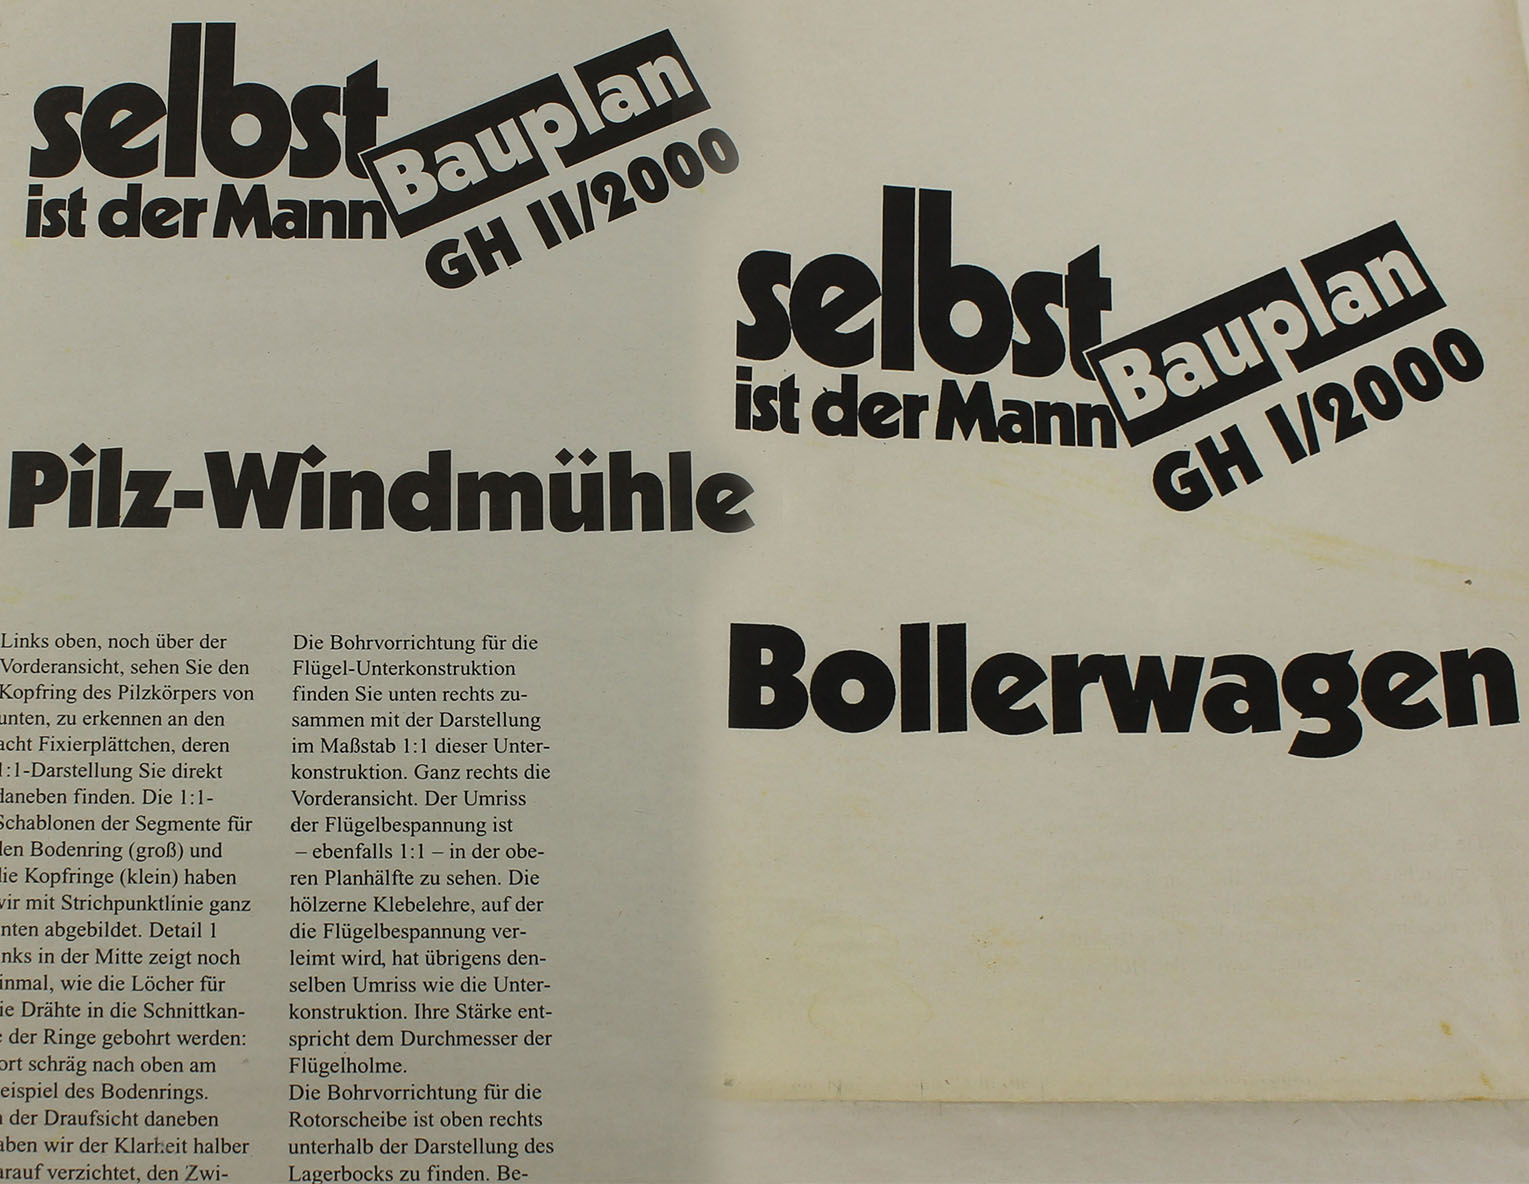 selbst
ist der Mann
Bauplan
GH II/2000
Pilz-Windmühle
Links oben, noch über der
Vorderansicht, sehen Sie den
Kopfring des Pilzkörpers von
unten, zu erkennen an den
acht Fixierplättchen, deren
1:1-Darstellung Sie direkt
daneben finden. Die 1:1-
Schablonen der Segmente für
den Bodenring (groß) und
die Kopfringe (klein) haben
wir mit Strichpunktlinie ganz
nten abgebildet. Detail 1
nks in der Mitte zeigt noch
inmal, wie die Löcher für
ie Drähte in die Schnittkan-
der Ringe gebohrt werden:
ort schräg nach oben am
eispiel des Bodenrings.
der Draufsicht daneben
aben wir der Klarheit halber
arauf verzichtet, den Zwi-
Die Bohrvorrichtung für die
Flügel-Unterkonstruktion
finden Sie unten rechts zu-
sammen mit der Darstellung
im Maßstab 1:1 dieser Unter-
konstruktion. Ganz rechts die
Vorderansicht. Der Umriss
der Flügelbespannung ist
– ebenfalls 1:1 – in der obe-
ren Planhälfte zu sehen. Die
hölzerne Klebelehre, auf der
die Flügelbespannung ver-
leimt wird, hat übrigens den-
selben Umriss wie die Unter-
konstruktion. Ihre Stärke ent-
spricht dem Durchmesser der
Flügelholme.
Die Bohrvorrichtung für die
Rotorscheibe ist oben rechts
unterhalb der Darstellung des
Lagerbocks zu finden. Be-
selbst
ist der Mann
Bauplan
GH I/2000
Bollerwagen